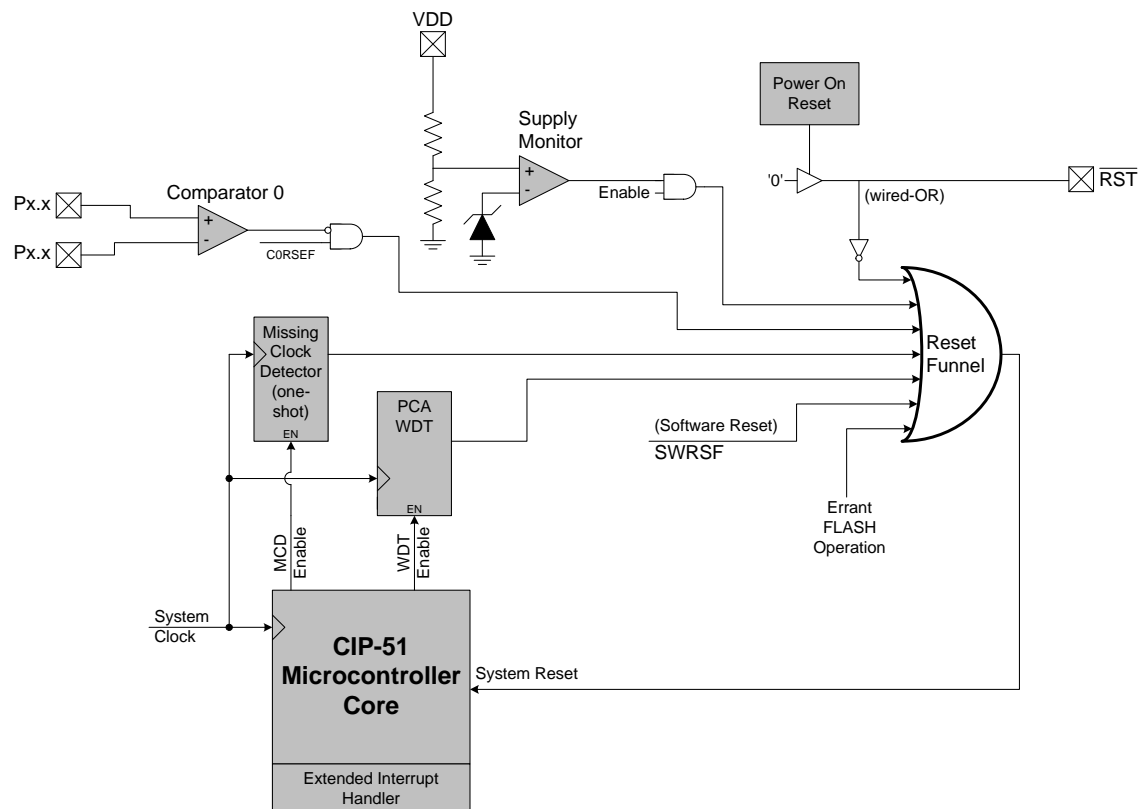 VDD
Power On
Reset
Supply
Monitor
+
-
Enable
'0'
(wired-OR)
RST
Px.x
Px.x
Comparator 0
+
-
C0RSEF
Missing
Clock
Detector
(one-
shot)
EN
PCA
WDT
EN
Reset
Funnel
(Software Reset)
SWRSF
Errant
FLASH
Operation
MCD
Enable
WDT
Enable
System
Clock
CIP-51
Microcontroller
Core
System Reset
Extended Interrupt
Handler